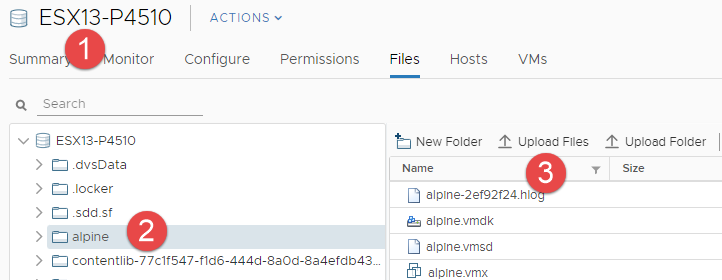 ESX13-P4510 ACTIONS
1
Summary Monitor Configure Permissions Files Hosts VMs
Search
ESX13-P4510
.dvsData
.locker
.sdd.sf
2
alpine
contentlib-77c1f547-f1d6-444d-8a0d-8a4efdb43...
New Folder Upload Files Upload Folder
3
Name Size
alpine-2ef92f24.hlog
alpine.vmdk
alpine.vmsd
alpine.vmx